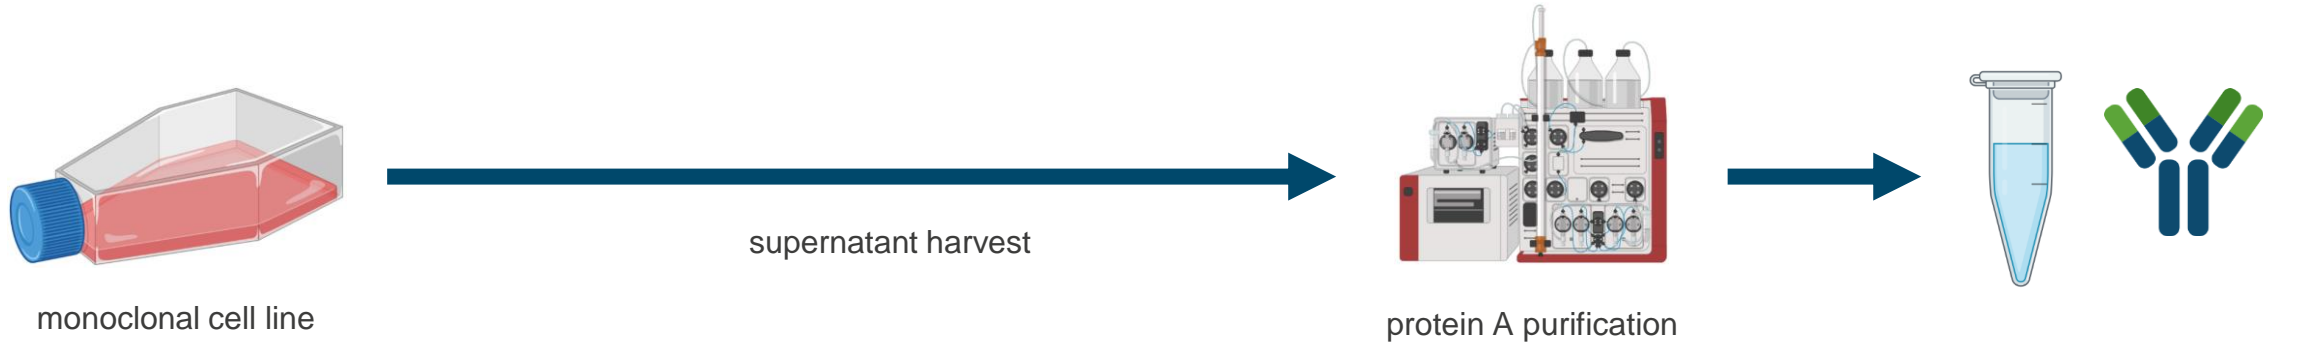 monoclonal cell line
supernatant harvest
protein A purification